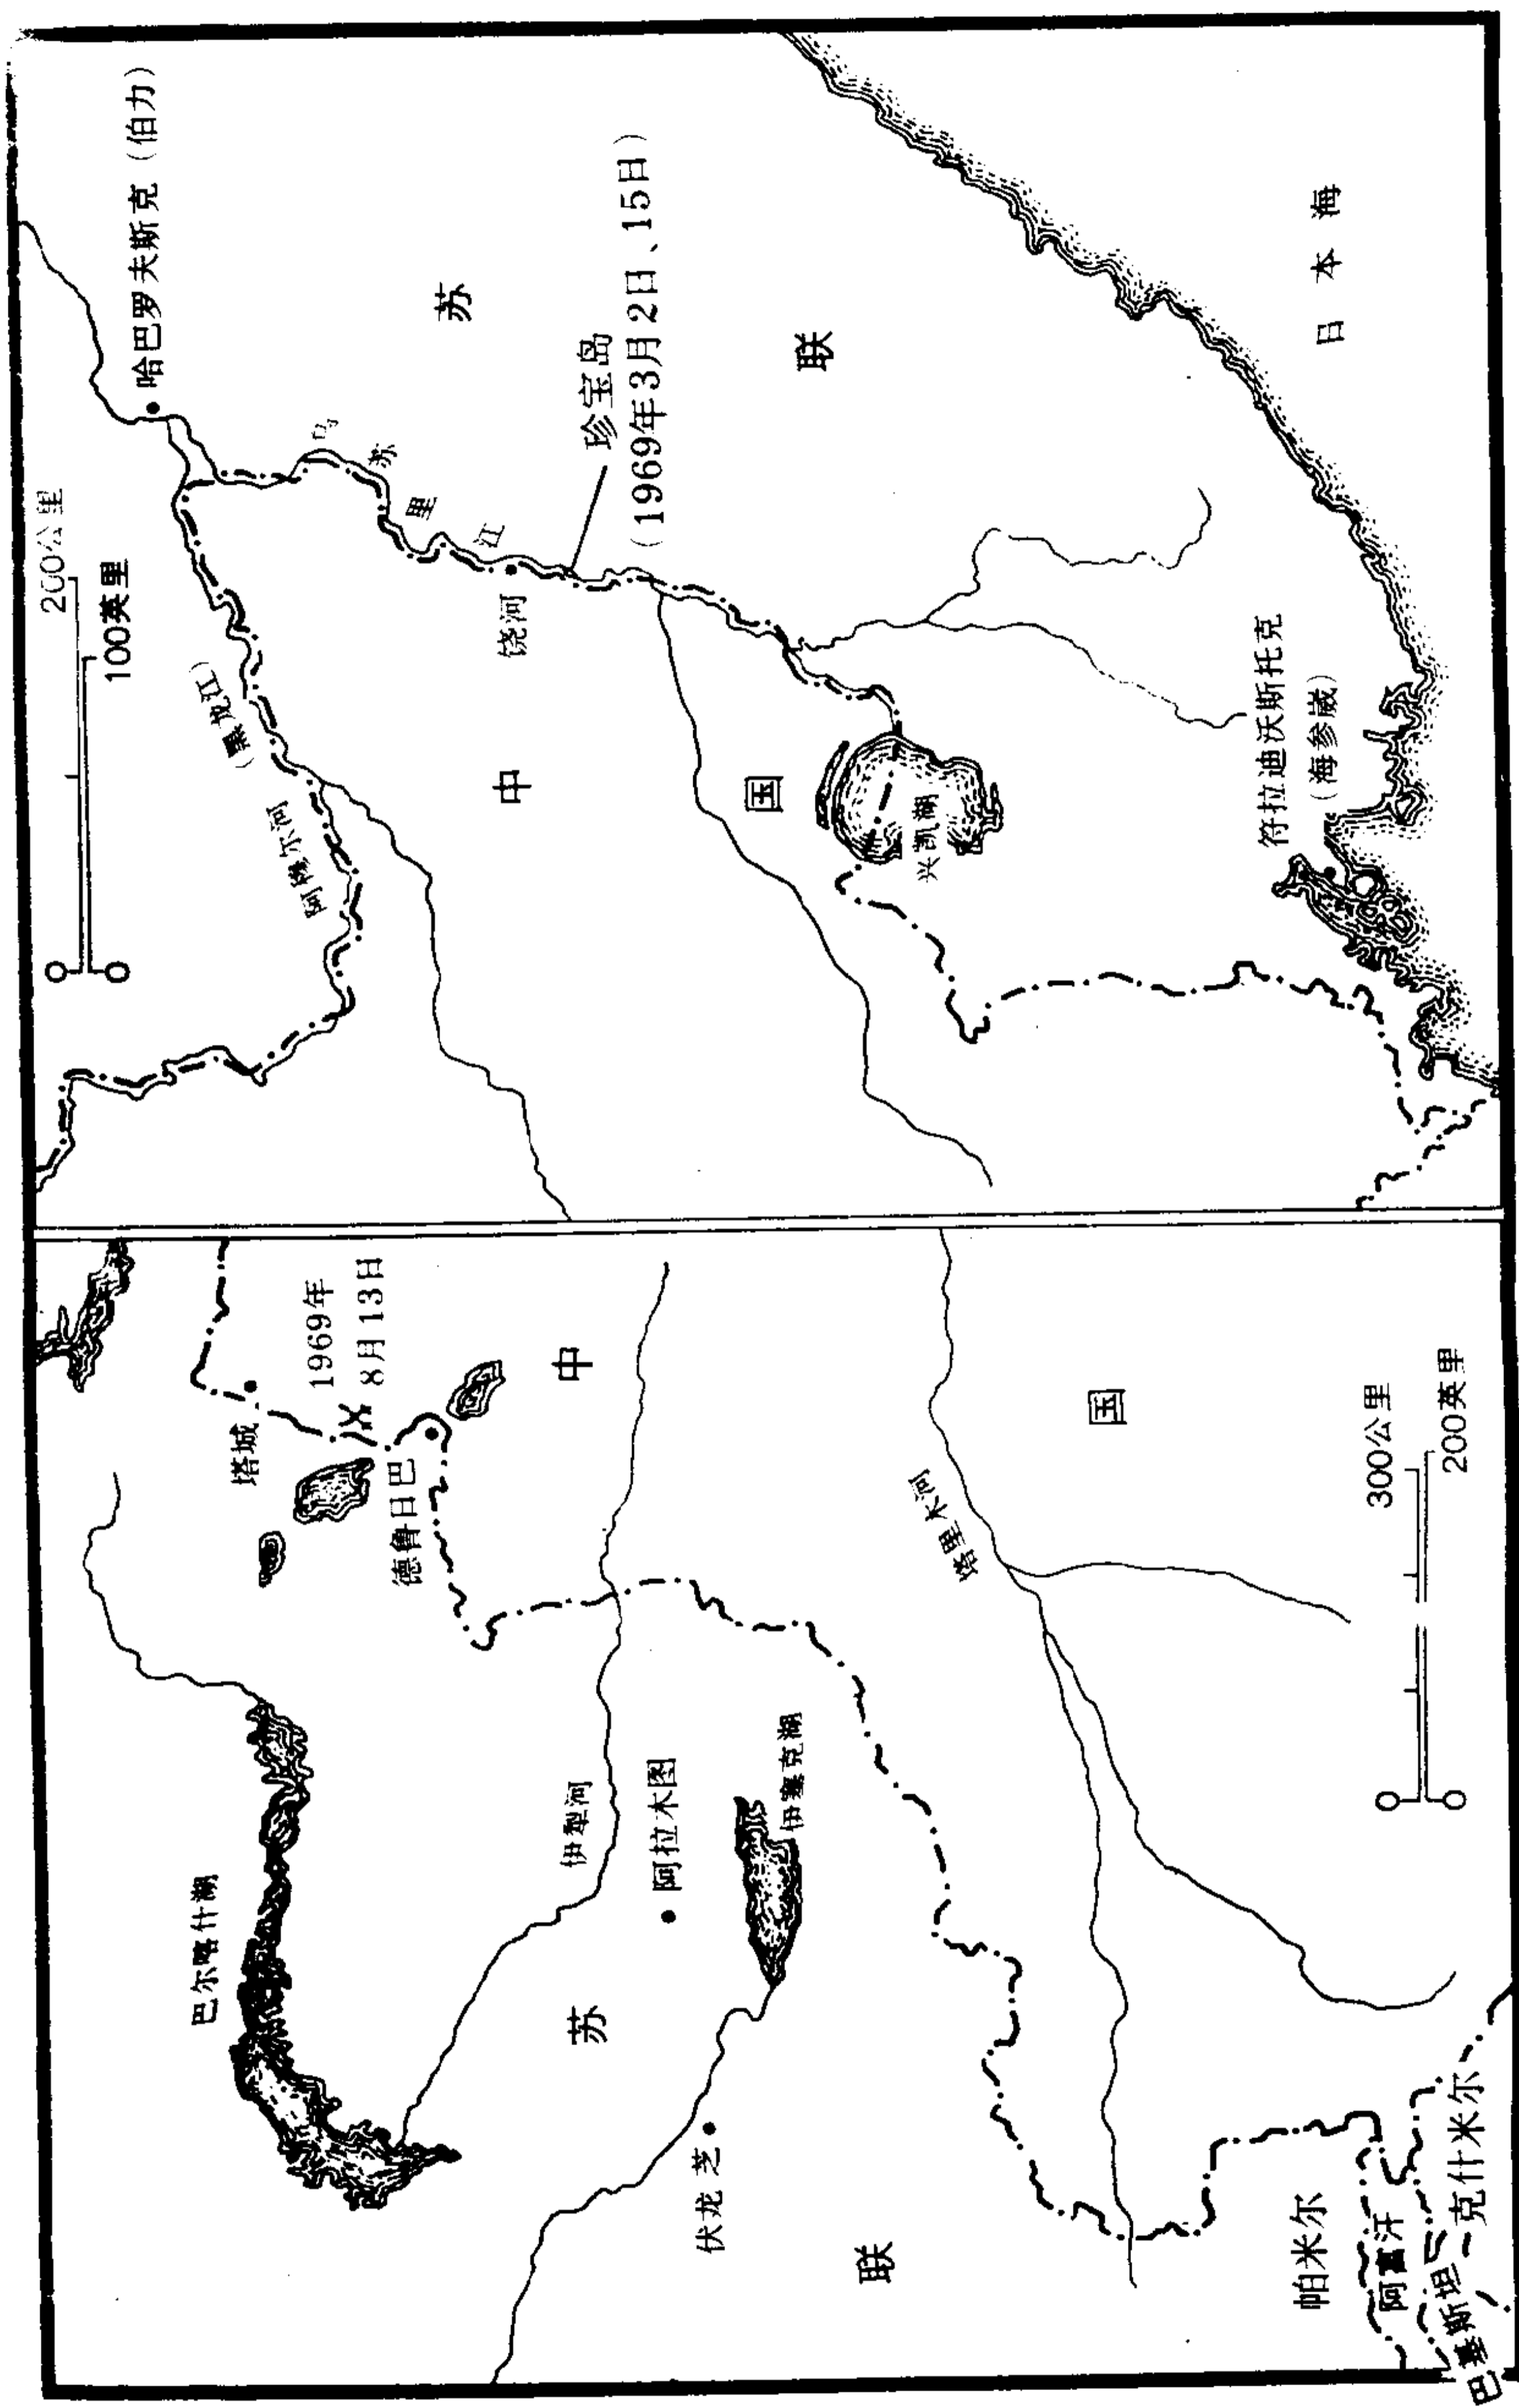 巴尔喀什湖
塔城
1969年
8月13日
德鲁日巴
伊犁河
中
苏
阿拉木图
伏龙芝
伊塞克湖
联
塔里木河
国
帕米尔
阿富汗
巴基斯坦
克什米尔
300公里
200英里
200公里
100英里
哈巴罗夫斯克（伯力）
（黑龙江）
阿穆尔河
乌苏里江
苏
饶河
中
珍宝岛
（1969年3月2日、15日）
国
联
兴凯湖
符拉迪沃斯托克
（海参崴）
日本海